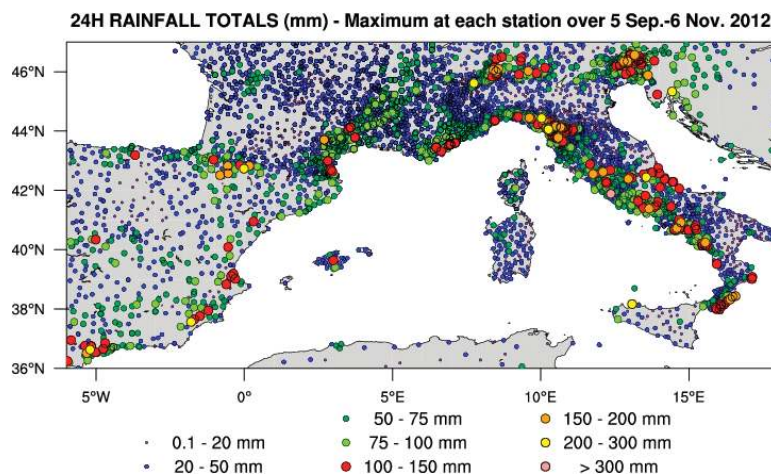 24H RAINFALL TOTALS (mm) - Maximum at each station over 5 Sep.-6 Nov. 2012
46°N
44°N
42°N
40°N
38°N
36°N
5°W 0° 5°E 10°E 15°E
50 - 75 mm 150 - 200 mm
0.1 - 20 mm 75 - 100 mm 200 - 300 mm
20 - 50 mm 100 - 150 mm > 300 mm